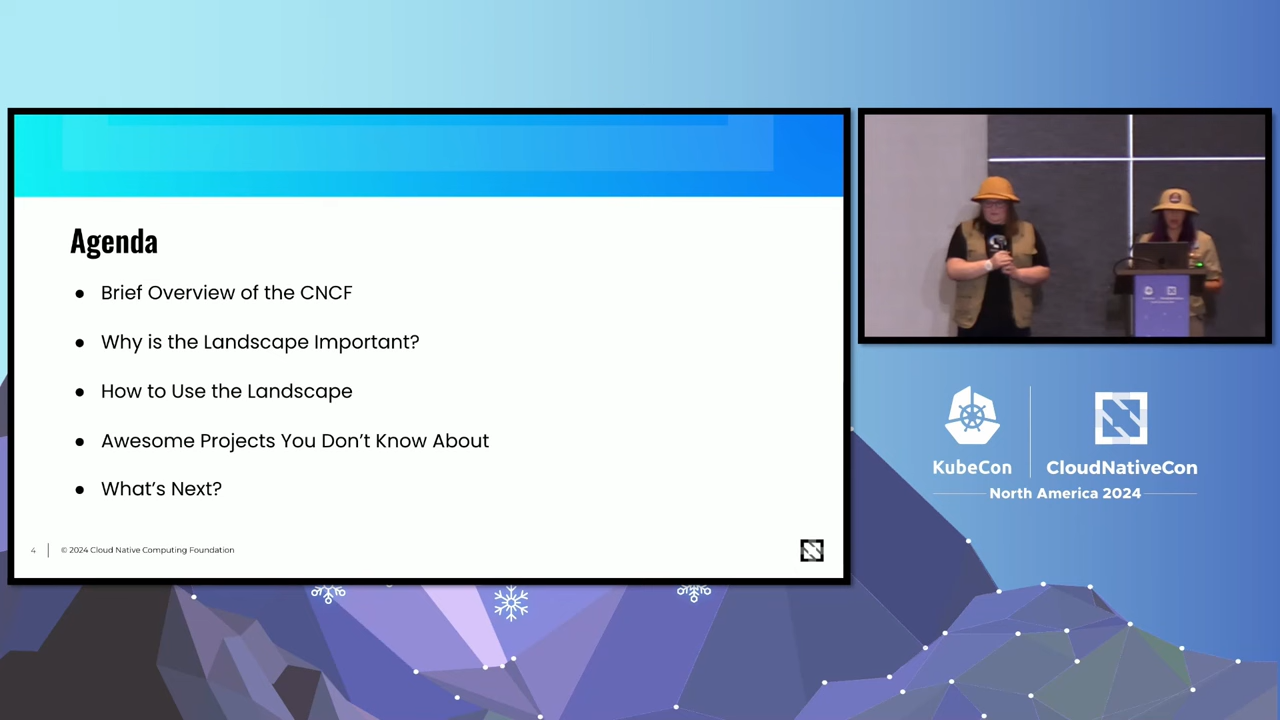 Agenda
● Brief Overview of the CNCF
● Why is the Landscape Important?
● How to Use the Landscape
● Awesome Projects You Don’t Know About
● What’s Next?
4
© 2024 Cloud Native Computing Foundation
KubeCon
CloudNativeCon
North America 2024